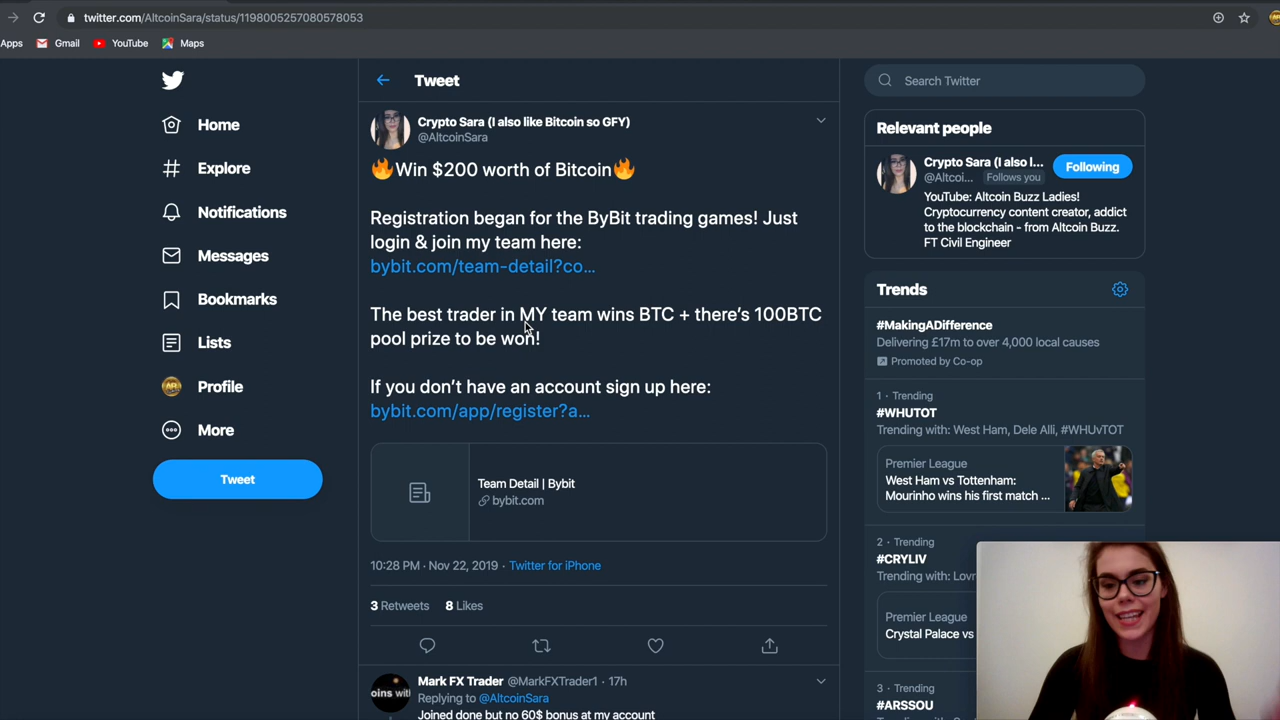 twitter.com/AltcoinSara/status/1198005257080578053
Apps Gmail YouTube Maps
Home
Explore
Notifications
Messages
Bookmarks
Lists
Profile
More
Tweet
Tweet
Crypto Sara (I also like Bitcoin so GFY)
@AltcoinSara
🔥Win $200 worth of Bitcoin🔥
Registration began for the ByBit trading games! Just
login & join my team here:
bybit.com/team-detail?co...
The best trader in MY team wins BTC + there's 100BTC
pool prize to be won!
If you don't have an account sign up here:
bybit.com/app/register?a...
Team Detail | Bybit
bybit.com
10:28 PM · Nov 22, 2019 · Twitter for iPhone
3 Retweets 8 Likes
Mark FX Trader @MarkFXTrader1 · 17h
Replying to @AltcoinSara
Joined done but no 60$ bonus at my account
Search Twitter
Relevant people
Crypto Sara (I also l...
@Altcoi... Follows you
Following
YouTube: Altcoin Buzz Ladies!
Cryptocurrency content creator, addict
to the blockchain - from Altcoin Buzz.
FT Civil Engineer
Trends
#MakingADifference
Delivering £17m to over 4,000 local causes
Promoted by Co-op
1 · Trending
#WHUTOT
Trending with: West Ham, Dele Alli, #WHUvTOT
Premier League
West Ham vs Tottenham:
Mourinho wins his first match ...
2 · Trending
#CRYLIV
Trending with: Lovr
Premier League
Crystal Palace vs
3 · Trending
#ARSSOU